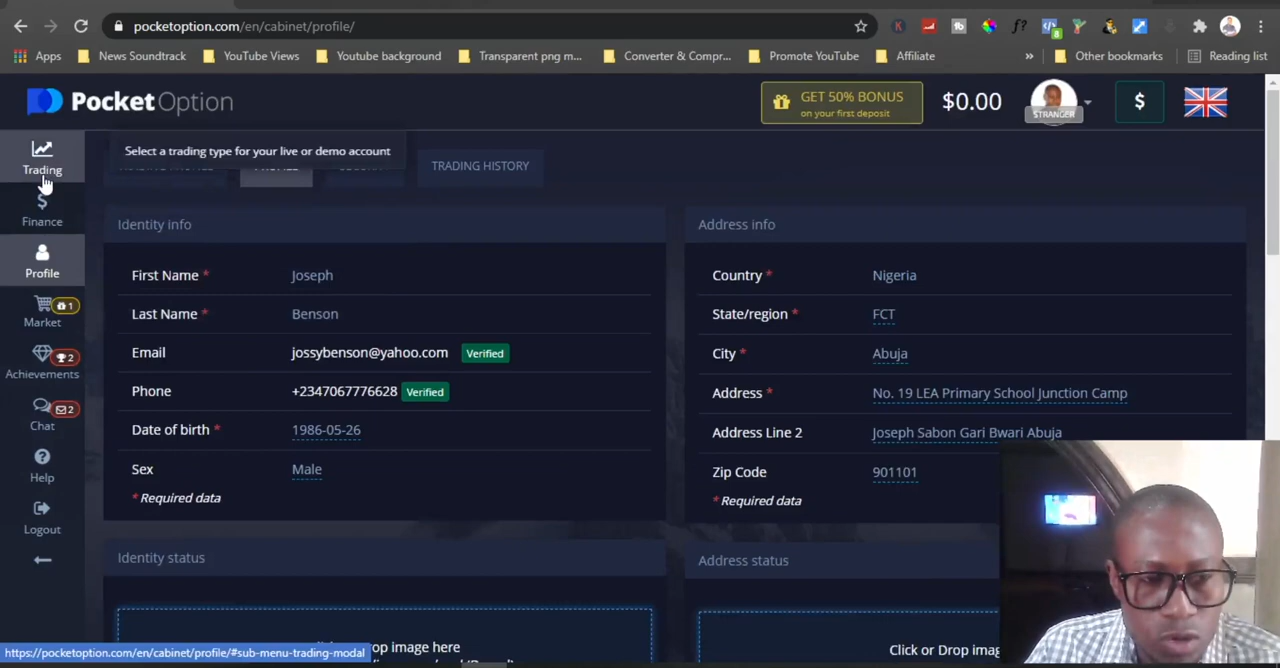 pocketoption.com/en/cabinet/profile/
Apps News Soundtrack YouTube Views Youtube background Transparent png m... Converter & Compr... Promote YouTube Affiliate » Other bookmarks Reading list
PocketOption
GET 50% BONUS
on your first deposit
$0.00
STRANGER
$
Trading
Select a trading type for your live or demo account
PROFILE
TRADING HISTORY
Finance
Profile
Market
1
Achievements
2
Chat
2
Help
Logout
Identity info
First Name * Joseph
Last Name * Benson
Email jossybenson@yahoo.com Verified
Phone +2347067776628 Verified
Date of birth * 1986-05-26
Sex Male
* Required data
Address info
Country * Nigeria
State/region * FCT
City * Abuja
Address * No. 19 LEA Primary School Junction Camp
Address Line 2 Joseph Sabon Gari Bwari Abuja
Zip Code 901101
* Required data
Identity status
Address status
op image here
Click or Drop imag
https://pocketoption.com/en/cabinet/profile/#sub-menu-trading-modal